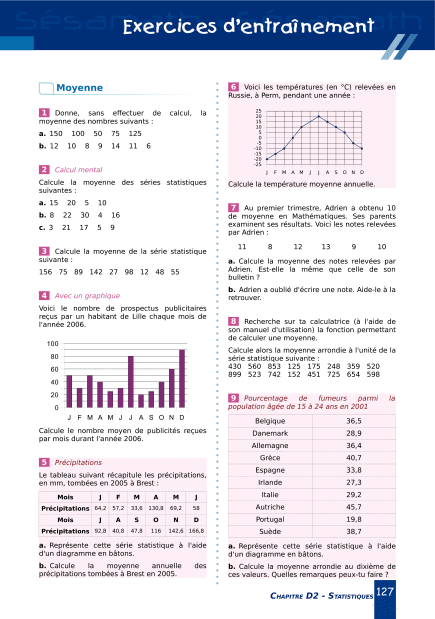 Exercices d'entraînement
Moyenne
1 Donne, sans effectuer de calcul, la
moyenne des nombres suivants :
a. 150 100 50 75 125
b. 12 10 8 9 14 11 6
2 Calcul mental
Calcule la moyenne des séries statistiques
suivantes :
a. 15 20 5 10
b. 8 22 30 4 16
c. 3 21 17 5 9
3 Calcule la moyenne de la série statistique
suivante :
156 75 89 142 27 98 12 48 55
4 Avec un graphique
Voici le nombre de prospectus publicitaires
reçus par un habitant de Lille chaque mois de
l'année 2006.
100
80
60
40
20
0
J F M A M J J A S O N D
Calcule le nombre moyen de publicités reçues
par mois durant l'année 2006.
5 Précipitations
Le tableau suivant récapitule les précipitations,
en mm, tombées en 2005 à Brest :
Mois J F M A M J
Précipitations 64,2 57,2 33,6 130,8 69,2 58
Mois J A S O N D
Précipitations 92,8 40,8 47,8 116 142,6 166,8
a. Représente cette série statistique à l'aide
d'un diagramme en bâtons.
b. Calcule la moyenne annuelle des
précipitations tombées à Brest en 2005.
6 Voici les températures (en °C) relevées en
Russie, à Perm, pendant une année :
25
20
15
10
5
0
-5
-10
-15
-20
-25
J F M A M J J A S O N D
Calcule la température moyenne annuelle.
7 Au premier trimestre, Adrien a obtenu 10
de moyenne en Mathématiques. Ses parents
examinent ses résultats. Voici les notes relevées
par Adrien :
11 8 12 13 9 10
a. Calcule la moyenne des notes relevées par
Adrien. Est-elle la même que celle de son
bulletin ?
b. Adrien a oublié d'écrire une note. Aide-le à la
retrouver.
8 Recherche sur ta calculatrice (à l'aide de
son manuel d'utilisation) la fonction permettant
de calculer une moyenne.
Calcule alors la moyenne arrondie à l'unité de la
série statistique suivante :
430 560 853 125 175 248 359 520
899 523 742 152 451 725 654 598
9 Pourcentage de fumeurs parmi la
population âgée de 15 à 24 ans en 2001
Belgique 36,5
Danemark 28,9
Allemagne 36,4
Grèce 40,7
Espagne 33,8
Irlande 27,3
Italie 29,2
Autriche 45,7
Portugal 19,8
Suède 38,7
a. Représente cette série statistique à l'aide
d'un diagramme en bâtons.
b. Calcule la moyenne arrondie au dixième de
ces valeurs. Quelles remarques peux-tu faire ?
CHAPITRE D2 - STATISTIQUES 127